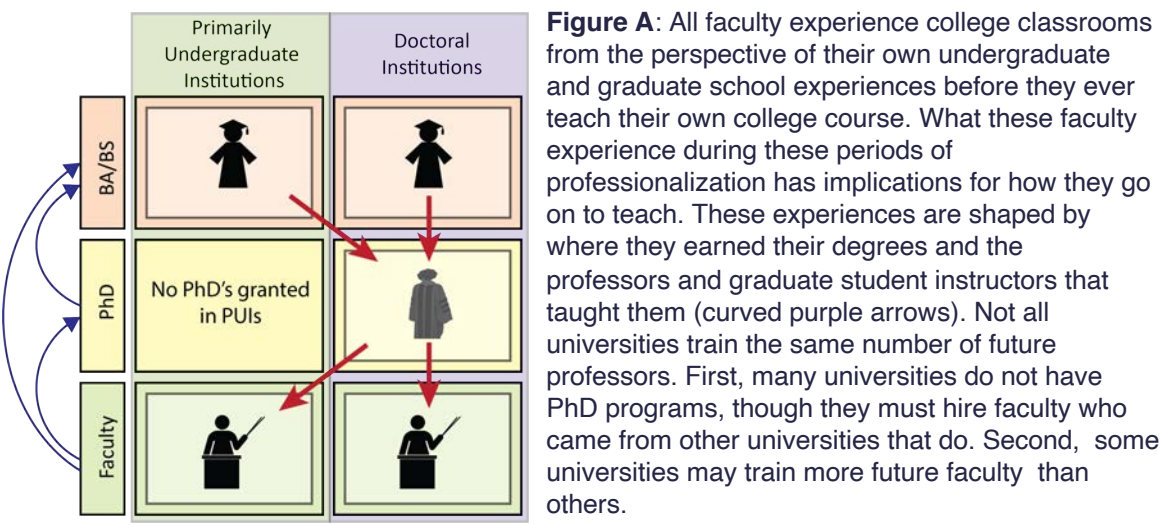 Primarily
Undergraduate
Institutions
Doctoral
Institutions
BA/BS
PhD
No PhD's granted
in PUIs
Faculty
Figure A: All faculty experience college classrooms
from the perspective of their own undergraduate
and graduate school experiences before they ever
teach their own college course. What these faculty
experience during these periods of
professionalization has implications for how they go
on to teach. These experiences are shaped by
where they earned their degrees and the
professors and graduate student instructors that
taught them (curved purple arrows). Not all
universities train the same number of future
professors. First, many universities do not have
PhD programs, though they must hire faculty who
came from other universities that do. Second, some
universities may train more future faculty than
others.